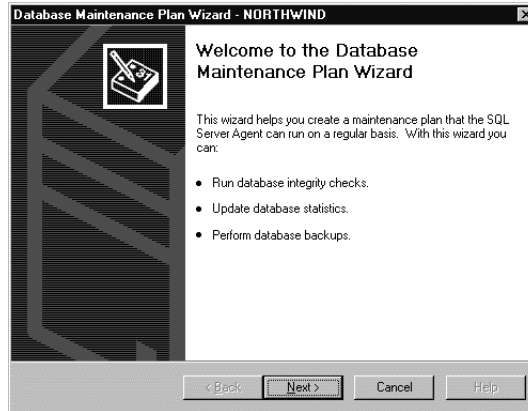 Database Maintenance Plan Wizard - NORTHWIND
Welcome to the Database
Maintenance Plan Wizard
This wizard helps you create a maintenance plan that the SQL
Server Agent can run on a regular basis. With this wizard you
can:
• Run database integrity checks.
• Update database statistics.
• Perform database backups.
< Back Next > Cancel Help